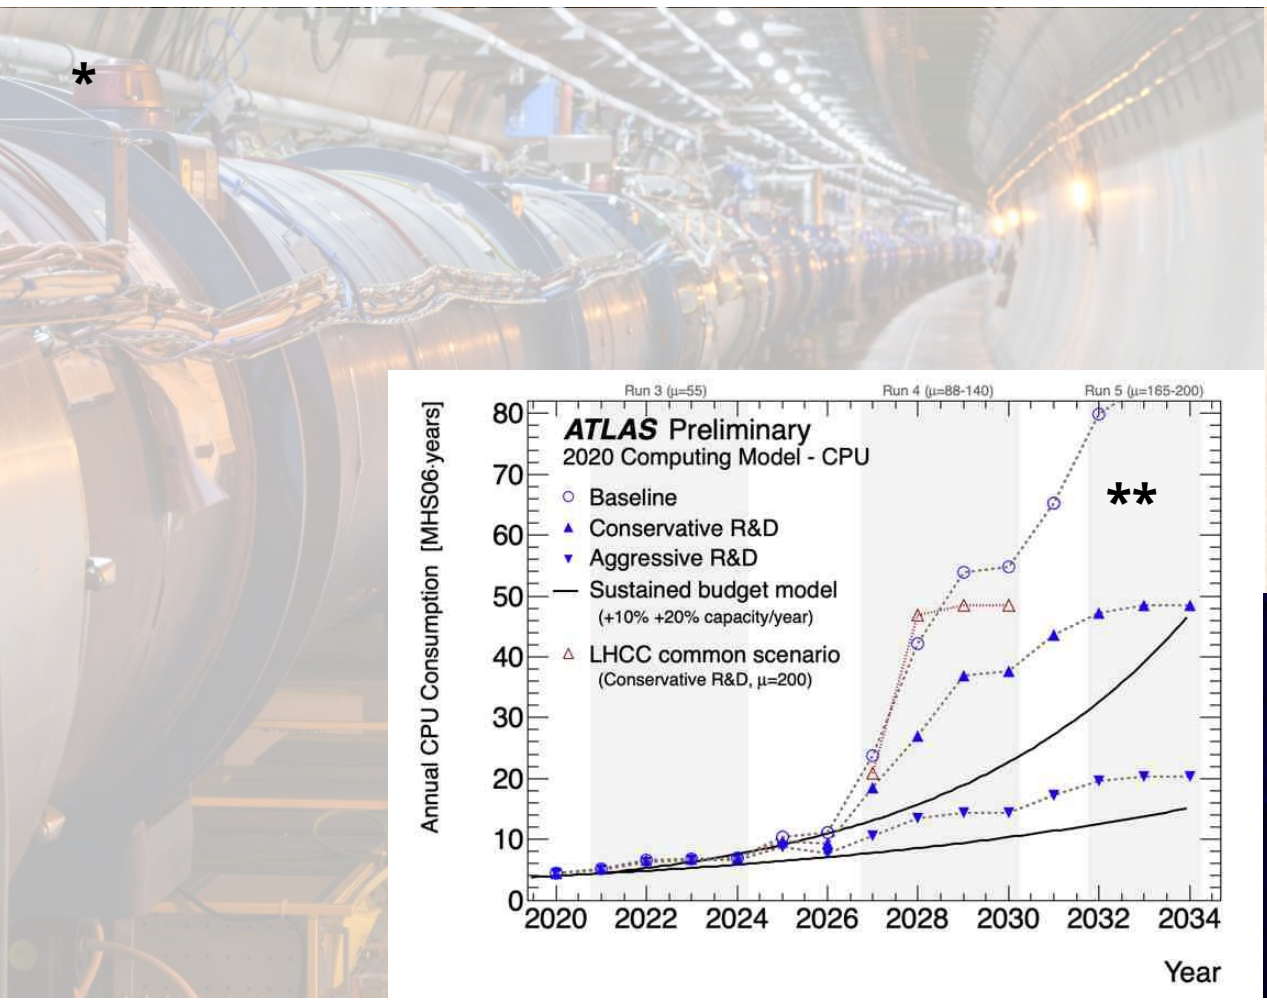 *
Run 3 (μ=55)
Run 4 (μ=88-140)
Run 5 (μ=165-200)
ATLAS Preliminary
2020 Computing Model - CPU
Baseline
Conservative R&D
Aggressive R&D
Sustained budget model
(+10% +20% capacity/year)
LHCC common scenario
(Conservative R&D, μ=200)
**
Annual CPU Consumption [MHS06·years]
80
70
60
50
40
30
20
10
0
2020 2022 2024 2026 2028 2030 2032 2034
Year